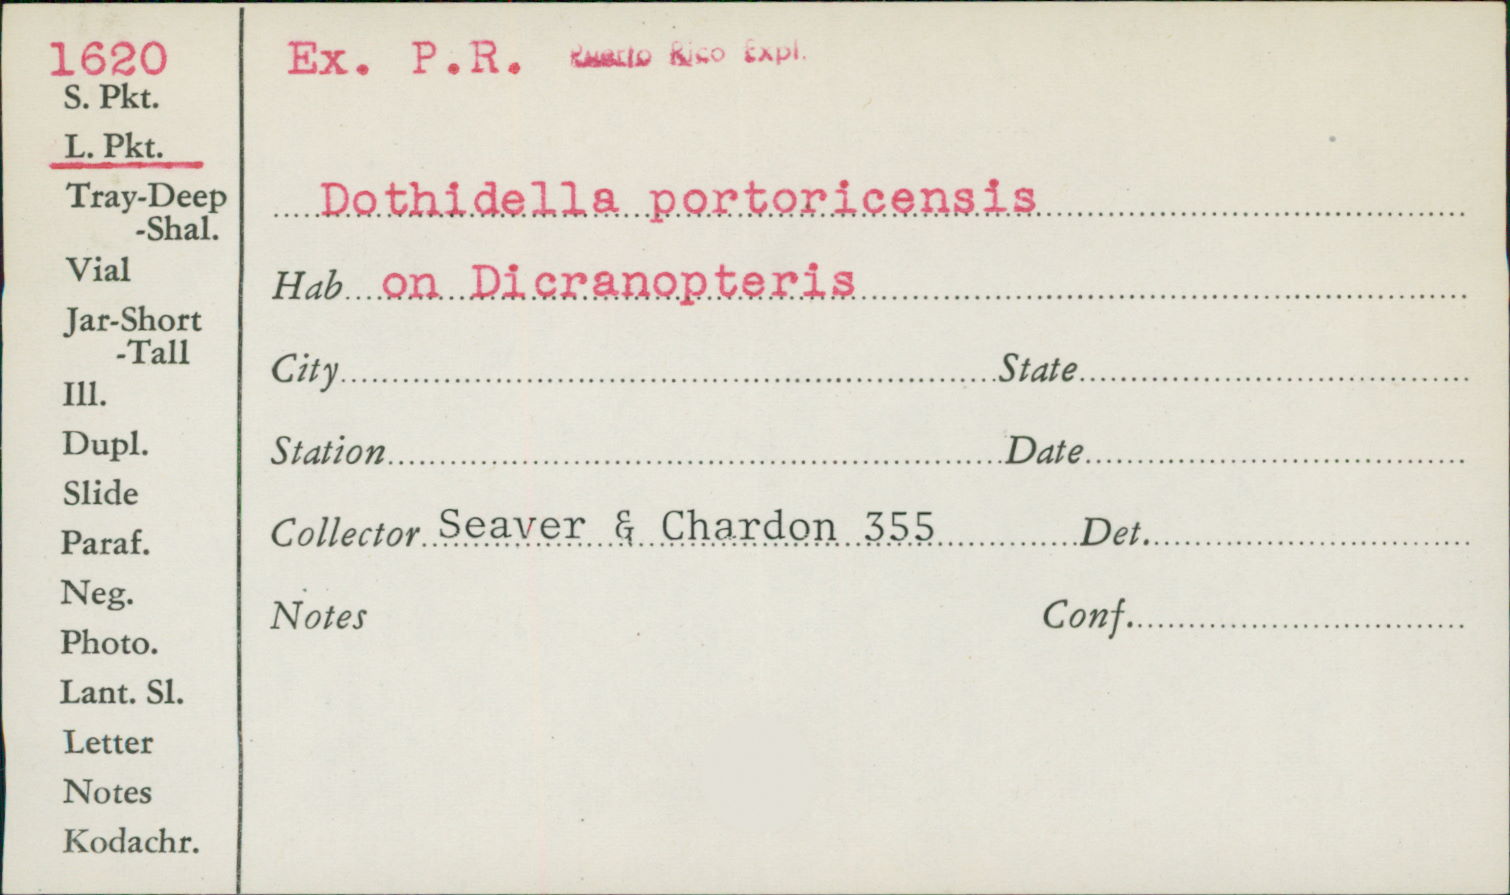 1620
S. Pkt.
L. Pkt.
Tray-Deep
-Shal.
Vial
Jar-Short
-Tall
Ill.
Dupl.
Slide
Paraf.
Neg.
Photo.
Lant. Sl.
Letter
Notes
Kodachr.
Ex. P.R. Puerto Rico Expl.
Dothidella portoricensis
Hab on Dicranopteris
City State
Station Date
Collector Seaver & Chardon 355 Det.
Notes Conf.